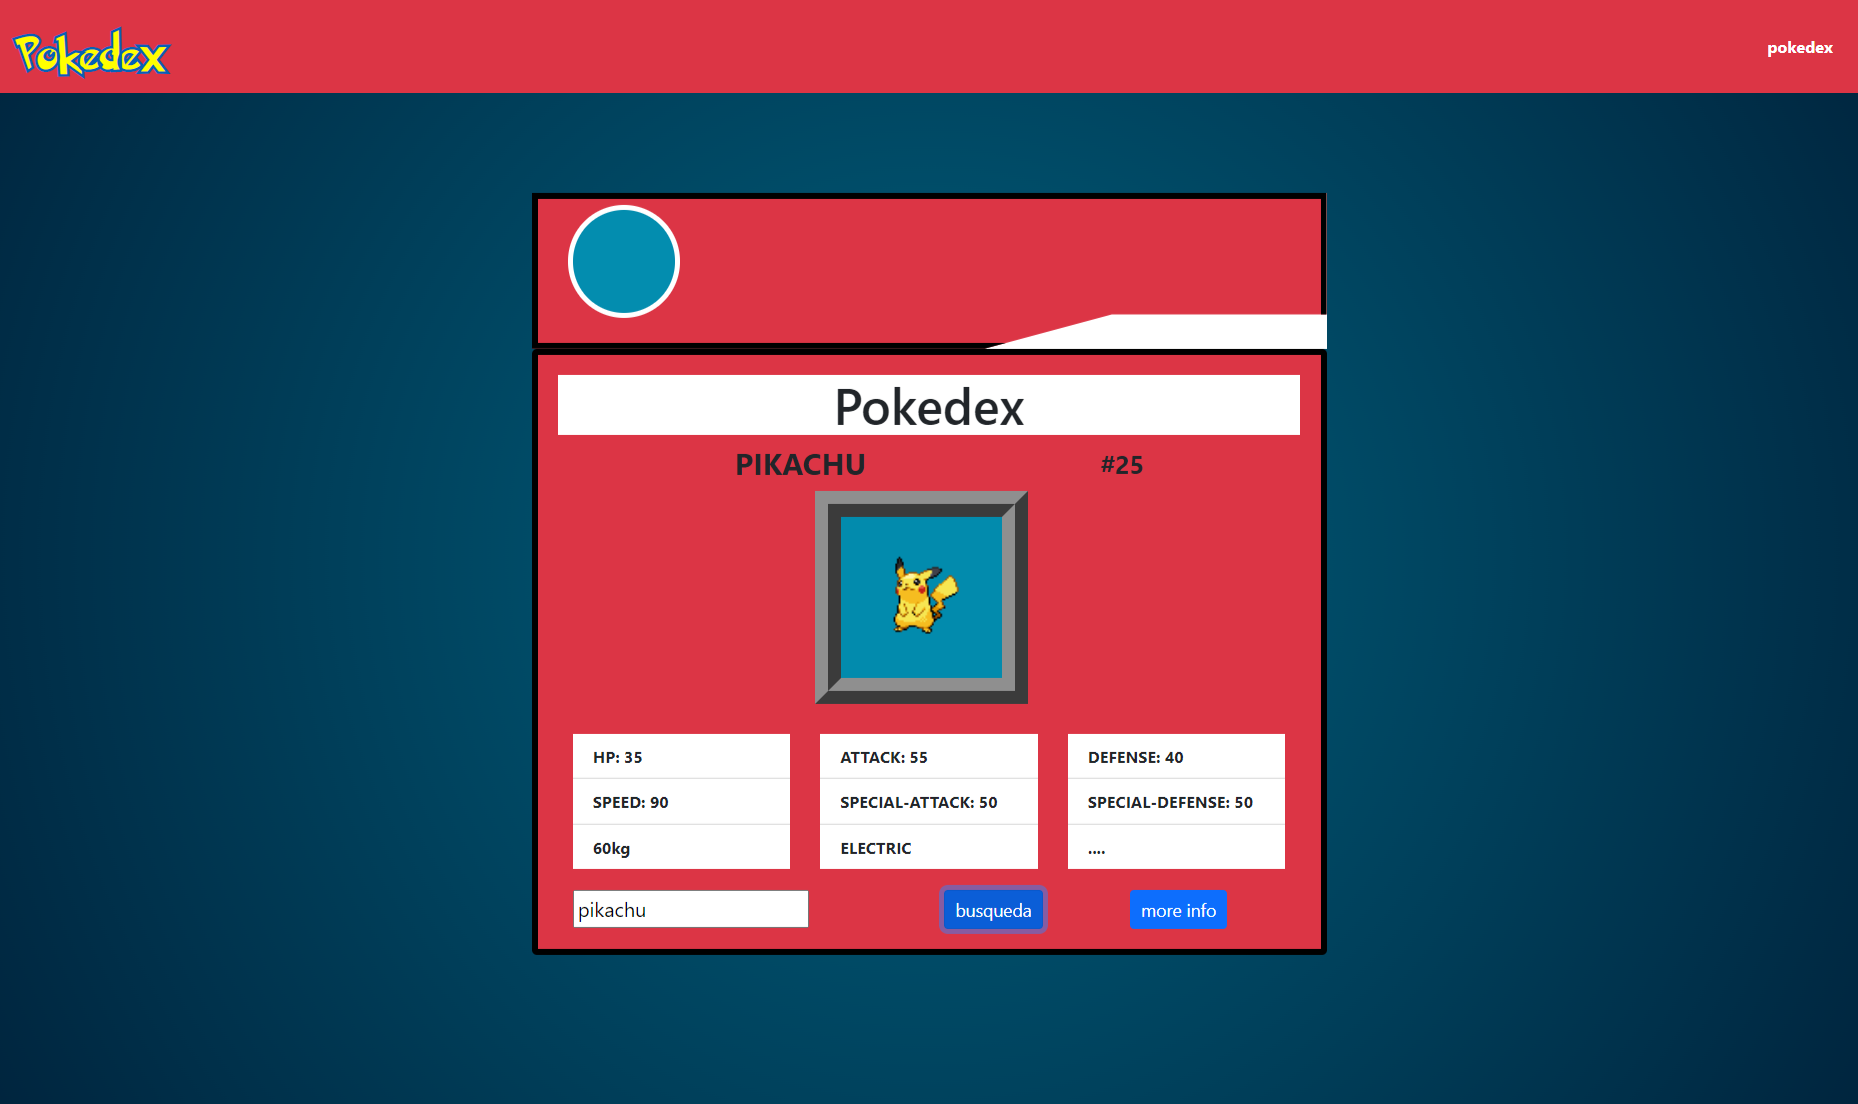 Pokedex
pokedex
Pokedex
PIKACHU #25
HP: 35
ATTACK: 55
DEFENSE: 40
SPEED: 90
SPECIAL-ATTACK: 50
SPECIAL-DEFENSE: 50
60kg
ELECTRIC
....
pikachu
busqueda
more info